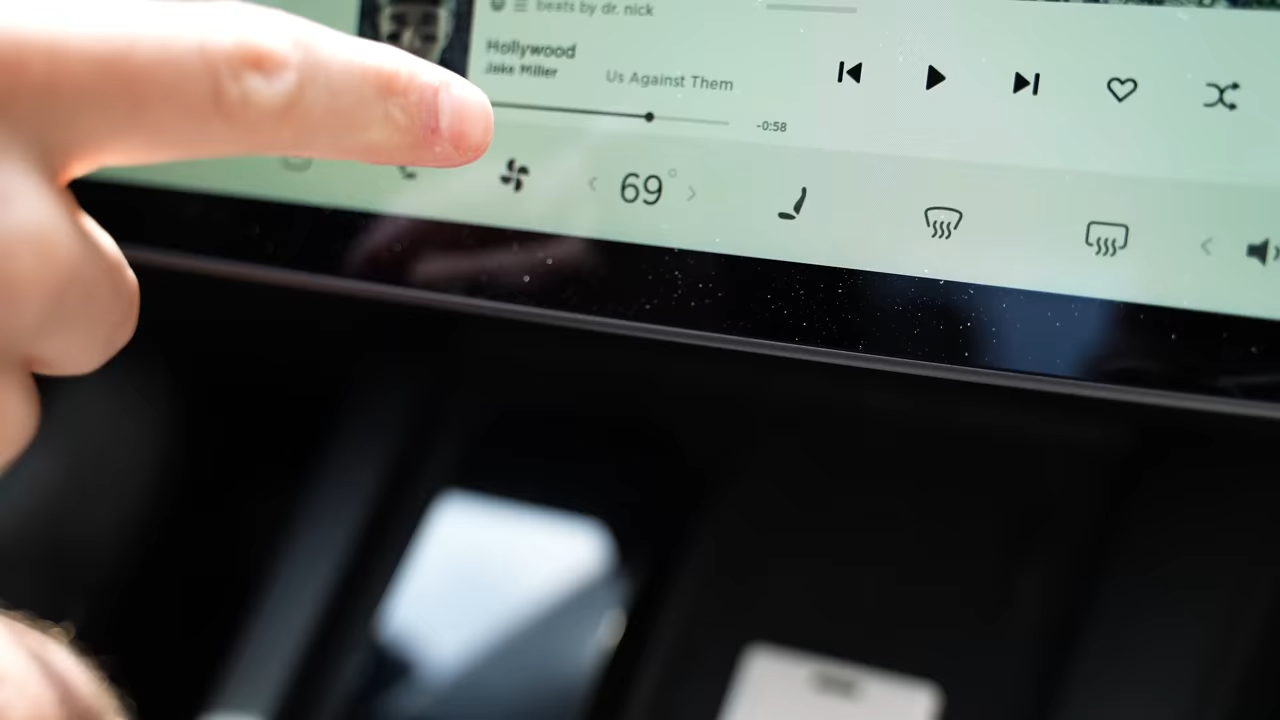 beats by dr. nick
Hollywood
Jake Miller
Us Against Them
-0:58
69°